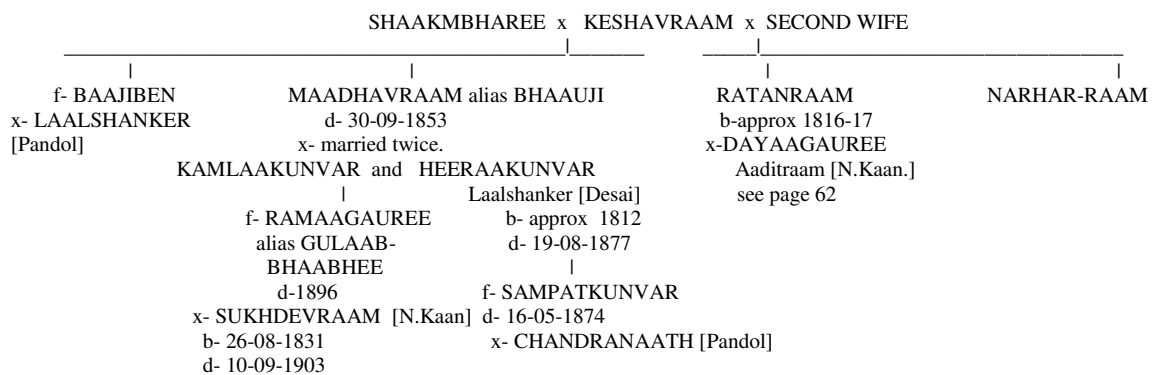 SHAAKMBHAREE x KESHAVRAAM x SECOND WIFE
f- BAAJIBEN MAADHAVRAAM alias BHAAUJI RATANRAAM NARHAR-RAAM
x- LAALSHANKER d- 30-09-1853 b-approx 1816-17
[Pandol] x- married twice. x-DAYAAGAUREE
KAMLAAKUNVAR and HEERAAKUNVAR Aaditraam [N.Kaan.]
Laalshanker [Desai] see page 62
f- RAMAAGAUREE b- approx 1812
alias GULAAB- d- 19-08-1877
BHAABHEE
d-1896 f- SAMPATKUNVAR
x- SUKHDEVRAAM [N.Kaan] d- 16-05-1874
b- 26-08-1831 x- CHANDRANAATH [Pandol]
d- 10-09-1903